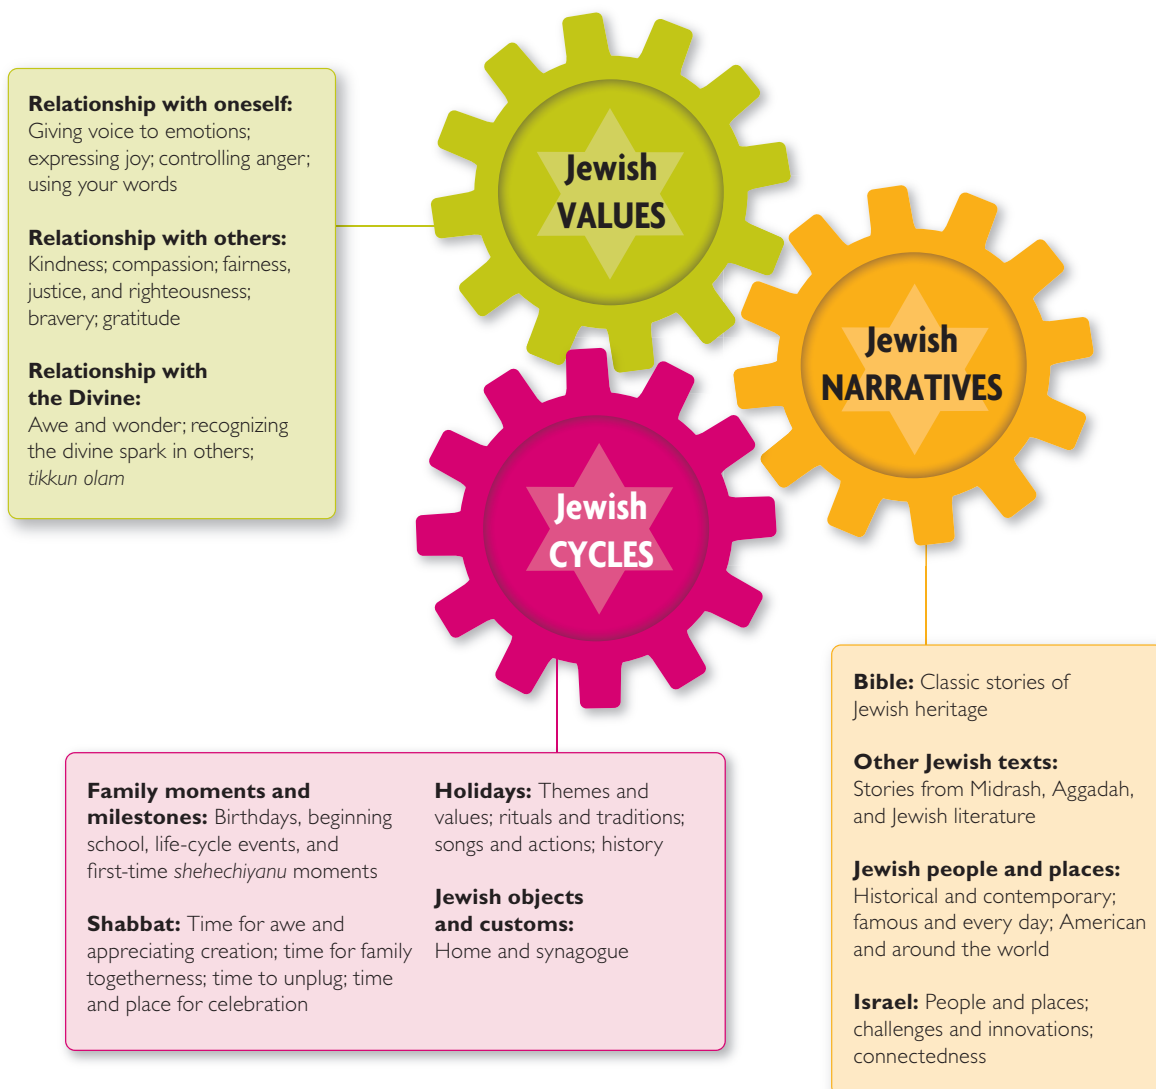 Jewish
VALUES
Relationship with oneself:
Giving voice to emotions;
expressing joy; controlling anger;
using your words
Relationship with others:
Kindness; compassion; fairness,
justice, and righteousness;
bravery; gratitude
Relationship with
the Divine:
Awe and wonder; recognizing
the divine spark in others;
tikkun olam
Jewish
NARRATIVES
Jewish
CYCLES
Family moments and
milestones: Birthdays, beginning
school, life-cycle events, and
first-time shehechiyanu moments
Shabbat: Time for awe and
appreciating creation; time for family
togetherness; time to unplug; time
and place for celebration
Holidays: Themes and
values; rituals and traditions;
songs and actions; history
Jewish objects
and customs:
Home and synagogue
Bible: Classic stories of
Jewish heritage
Other Jewish texts:
Stories from Midrash, Aggadah,
and Jewish literature
Jewish people and places:
Historical and contemporary;
famous and every day; American
and around the world
Israel: People and places;
challenges and innovations;
connectedness